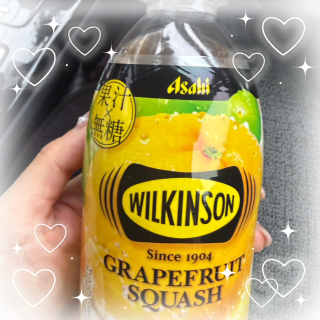 Asahi
果汁
×
無糖
WILKINSON
Since 1904
GRAPEFRUIT
SQUASH